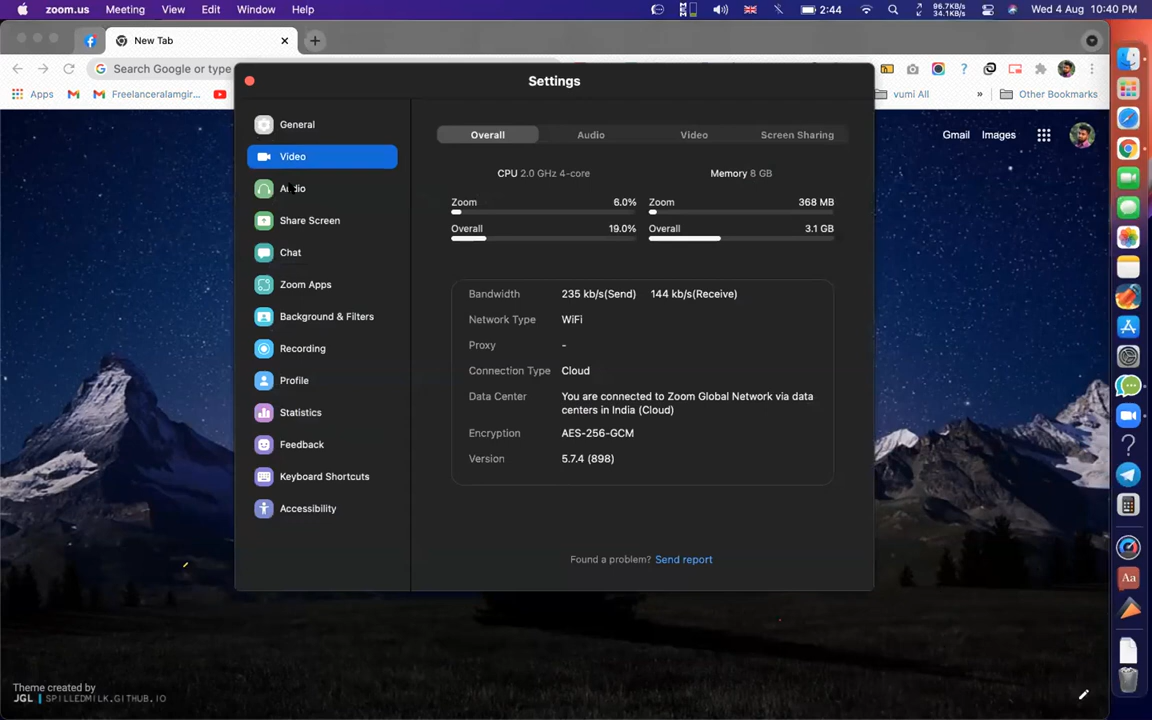 zoom.us Meeting View Edit Window Help
2:44 96.7KB/s 34.1KB/s Wed 4 Aug 10:40 PM
New Tab
Search Google or type
Apps Freelanceralamgir... vumi All » Other Bookmarks
Gmail Images
Settings
General
Video
Audio
Share Screen
Chat
Zoom Apps
Background & Filters
Recording
Profile
Statistics
Feedback
Keyboard Shortcuts
Accessibility
Overall Audio Video Screen Sharing
CPU 2.0 GHz 4-core Memory 8 GB
Zoom 6.0% Zoom 368 MB
Overall 19.0% Overall 3.1 GB
Bandwidth 235 kb/s(Send) 144 kb/s(Receive)
Network Type WiFi
Proxy -
Connection Type Cloud
Data Center You are connected to Zoom Global Network via data
centers in India (Cloud)
Encryption AES-256-GCM
Version 5.7.4 (898)
Found a problem? Send report
Aa
Theme created by
JGL | SPILLEDMILK.GITHUB.IO